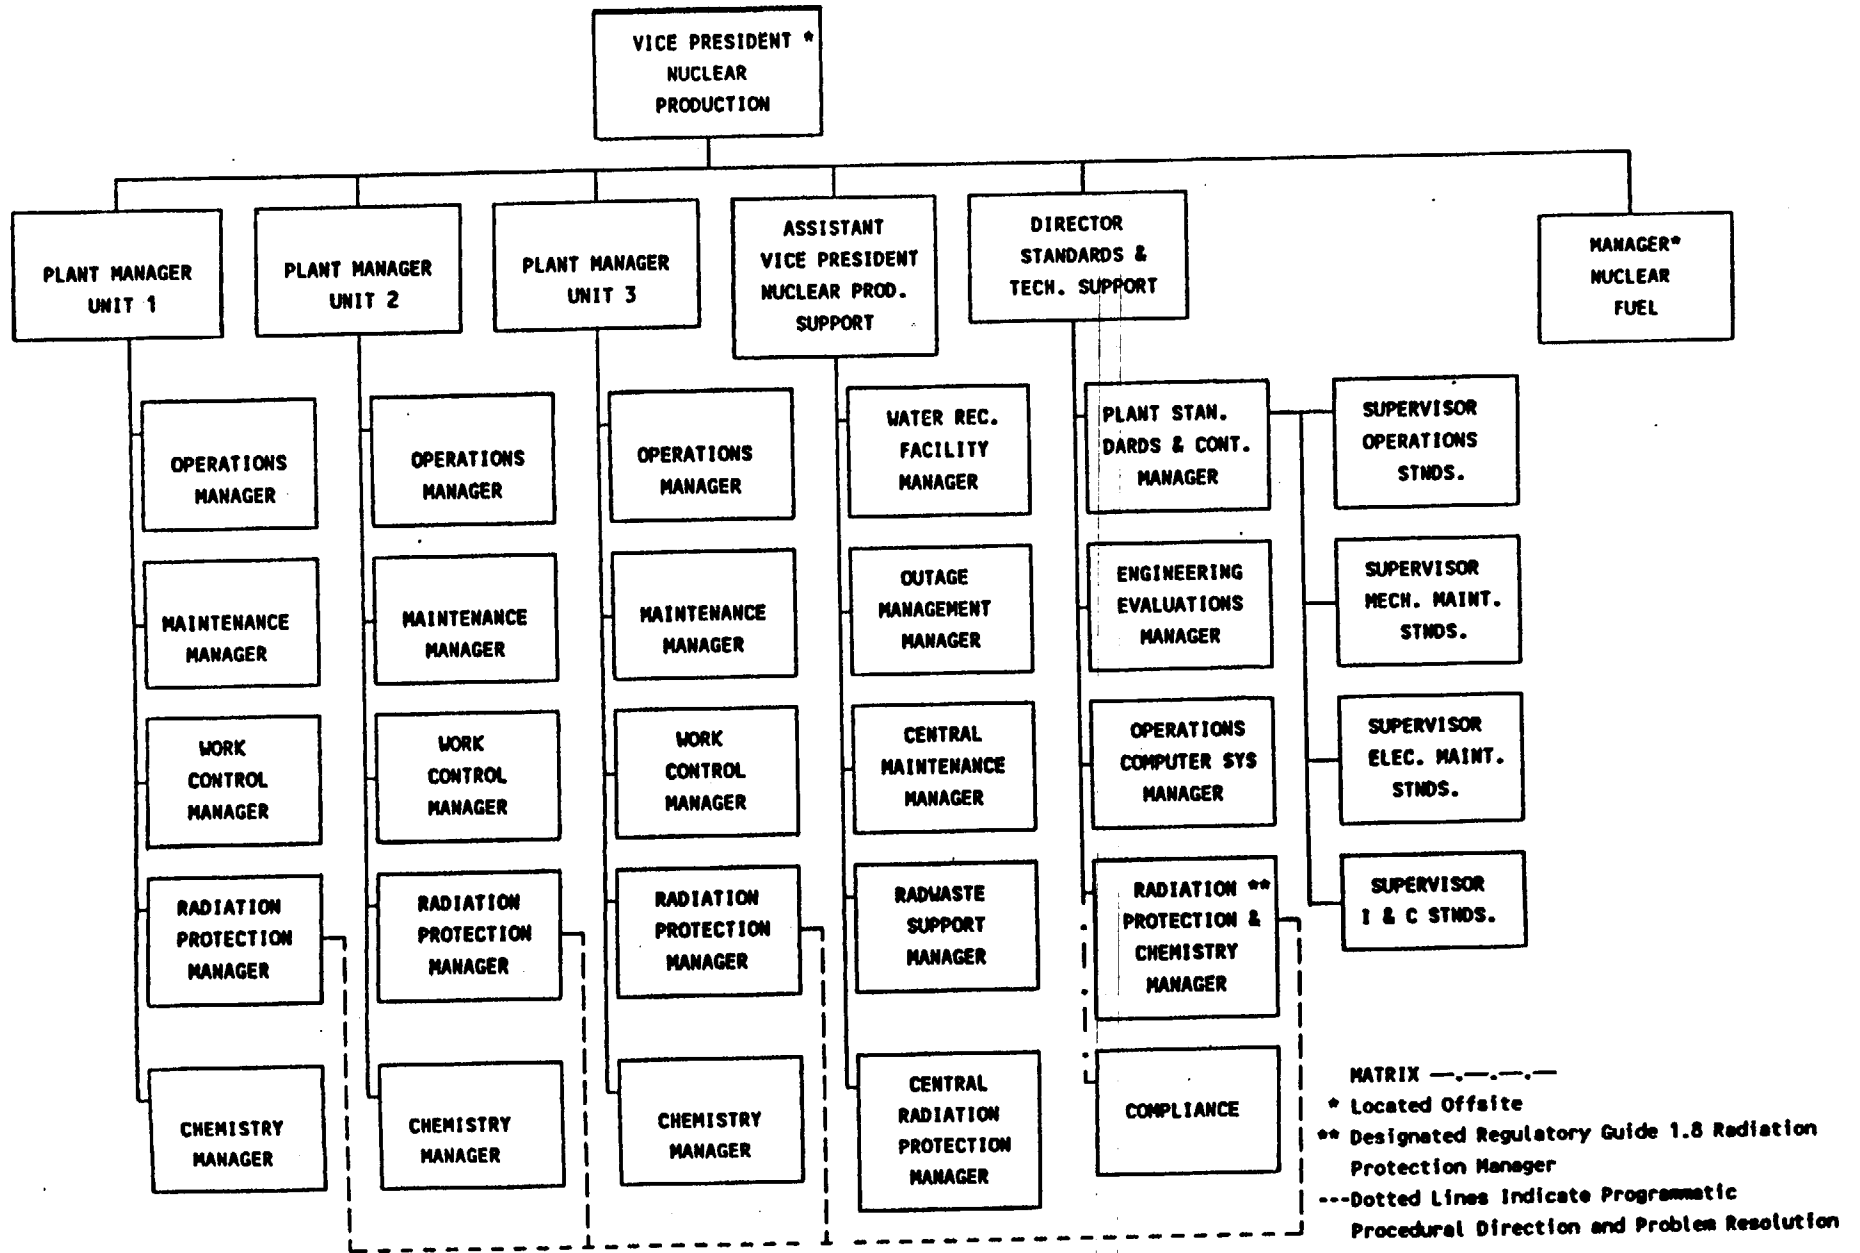 VICE PRESIDENT *
NUCLEAR
PRODUCTION
PLANT MANAGER
UNIT 1
PLANT MANAGER
UNIT 2
PLANT MANAGER
UNIT 3
ASSISTANT
VICE PRESIDENT
NUCLEAR PROD.
SUPPORT
DIRECTOR
STANDARDS &
TECH. SUPPORT
MANAGER*
NUCLEAR
FUEL
OPERATIONS
MANAGER
MAINTENANCE
MANAGER
WORK
CONTROL
MANAGER
RADIATION
PROTECTION
MANAGER
CHEMISTRY
MANAGER
OPERATIONS
MANAGER
MAINTENANCE
MANAGER
WORK
CONTROL
MANAGER
RADIATION
PROTECTION
MANAGER
CHEMISTRY
MANAGER
OPERATIONS
MANAGER
MAINTENANCE
MANAGER
WORK
CONTROL
MANAGER
RADIATION
PROTECTION
MANAGER
CHEMISTRY
MANAGER
WATER REC.
FACILITY
MANAGER
OUTAGE
MANAGEMENT
MANAGER
CENTRAL
MAINTENANCE
MANAGER
RADWASTE
SUPPORT
MANAGER
CENTRAL
RADIATION
PROTECTION
MANAGER
PLANT STAN.
DARDS & CONT.
MANAGER
ENGINEERING
EVALUATIONS
MANAGER
OPERATIONS
COMPUTER SYS
MANAGER
RADIATION **
PROTECTION &
CHEMISTRY
MANAGER
COMPLIANCE
SUPERVISOR
OPERATIONS
STNDS.
SUPERVISOR
MECH. MAINT.
STNDS.
SUPERVISOR
ELEC. MAINT.
STNDS.
SUPERVISOR
I & C STNDS.
MATRIX —.—.—.—
* Located Offsite
** Designated Regulatory Guide 1.8 Radiation
Protection Manager
---Dotted Lines Indicate Programmatic
Procedural Direction and Problem Resolution